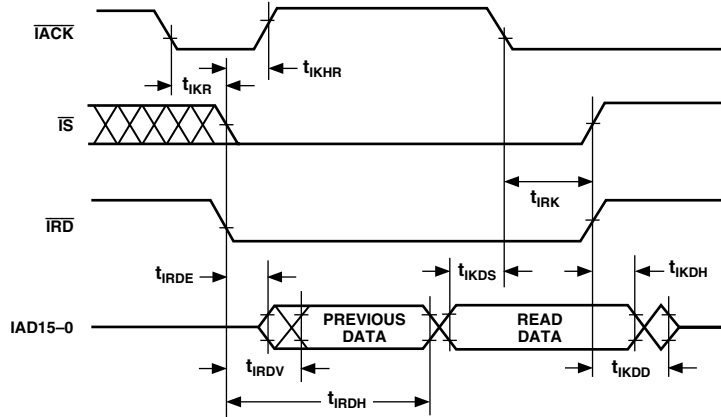 IACK
tIKHR
tIKR
IS
tIRK
IRD
tIRDE
tIKDS
tIKDH
IAD15–0
PREVIOUS
DATA
READ
DATA
tIRDV
tIKDD
tIRDH